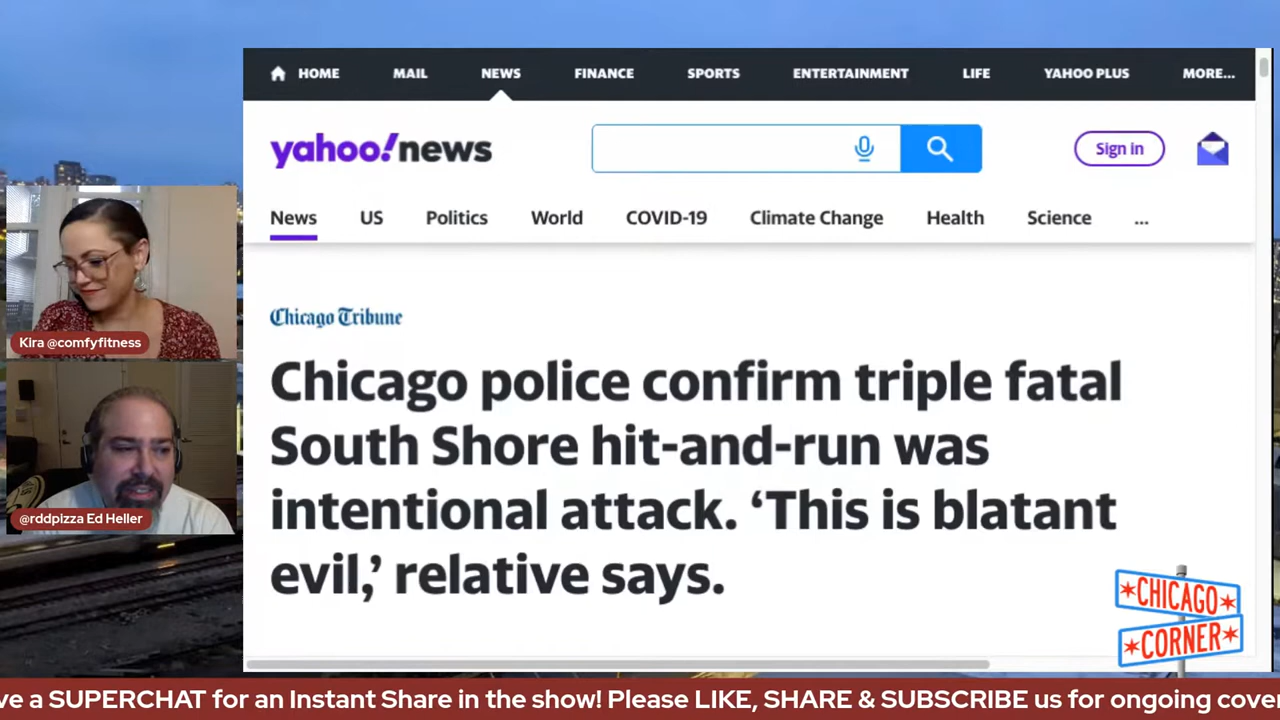 HOME MAIL NEWS FINANCE SPORTS ENTERTAINMENT LIFE YAHOO PLUS MORE...
yahoo!news
Sign in
News US Politics World COVID-19 Climate Change Health Science ...
Chicago Tribune
Chicago police confirm triple fatal
South Shore hit-and-run was
intentional attack. ‘This is blatant
evil,’ relative says.
Kira @comfyfitness
@rddpizza Ed Heller
CHICAGO
CORNER
ve a SUPERCHAT for an Instant Share in the show! Please LIKE, SHARE & SUBSCRIBE us for ongoing cover